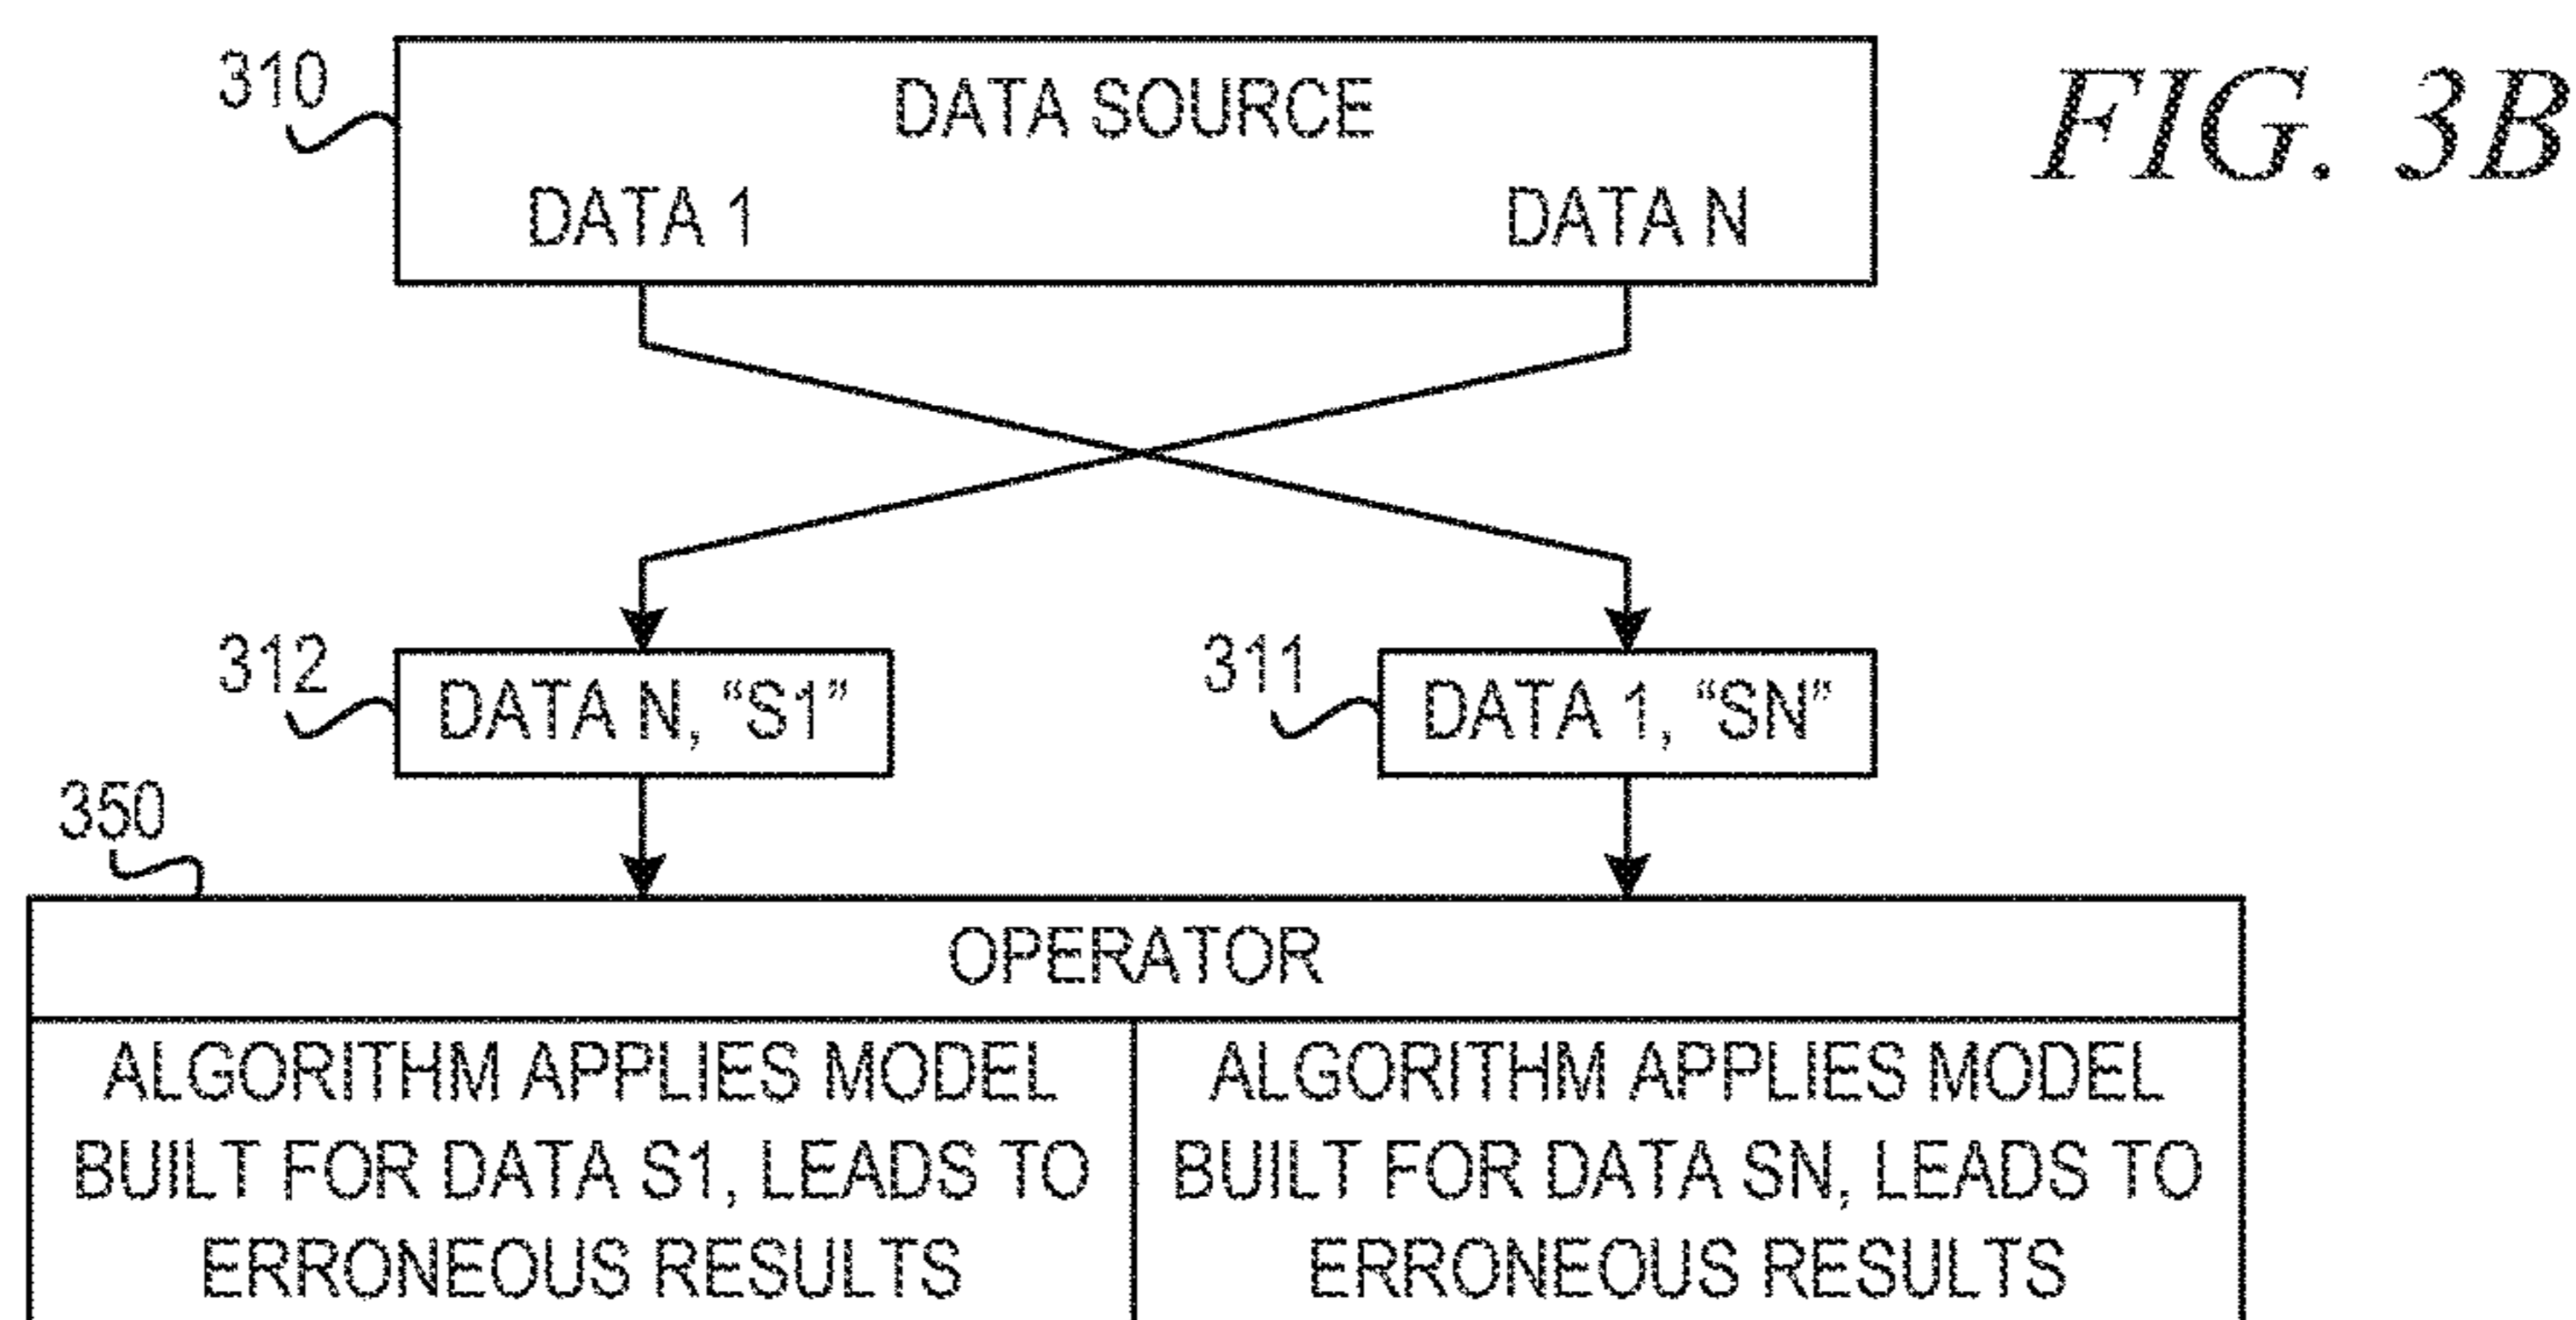 310
DATA SOURCE
FIG. 3B
DATA 1
DATA N
312
DATA N, “S1”
311
DATA 1, “SN”
350
OPERATOR
ALGORITHM APPLIES MODEL
BUILT FOR DATA S1, LEADS TO
ERRONEOUS RESULTS
ALGORITHM APPLIES MODEL
BUILT FOR DATA SN, LEADS TO
ERRONEOUS RESULTS